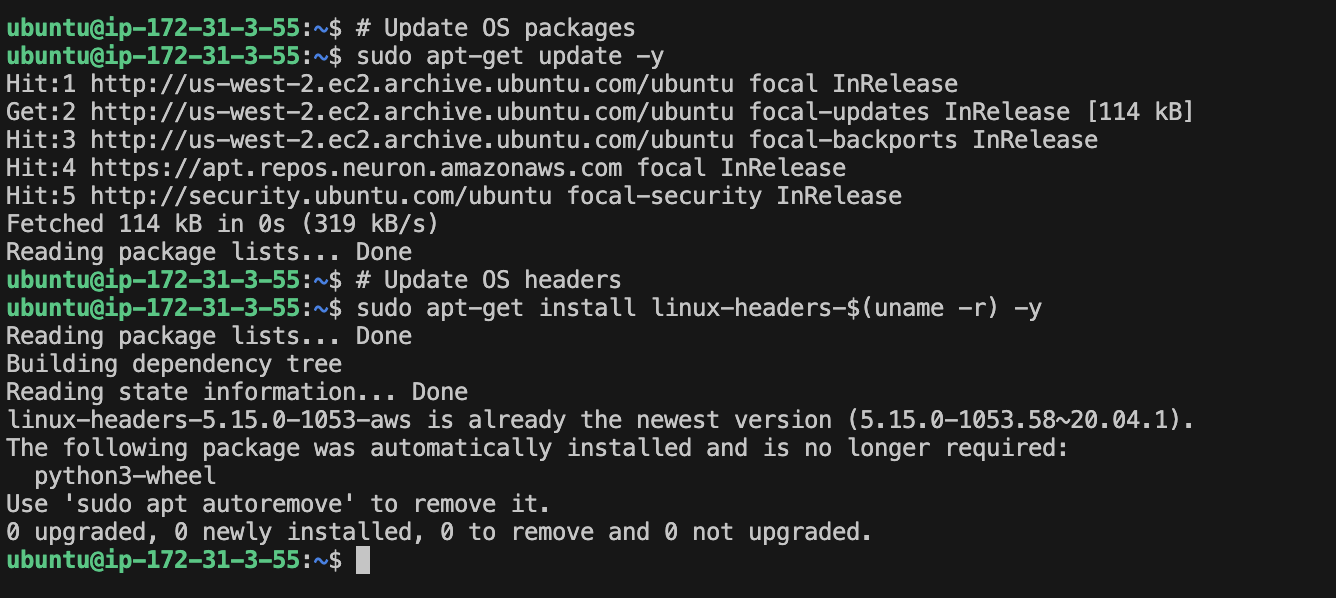 ubuntu@ip-172-31-3-55:~$ # Update OS packages
ubuntu@ip-172-31-3-55:~$ sudo apt-get update -y
Hit:1 http://us-west-2.ec2.archive.ubuntu.com/ubuntu focal InRelease
Get:2 http://us-west-2.ec2.archive.ubuntu.com/ubuntu focal-updates InRelease [114 kB]
Hit:3 http://us-west-2.ec2.archive.ubuntu.com/ubuntu focal-backports InRelease
Hit:4 https://apt.repos.neuron.amazonaws.com focal InRelease
Hit:5 http://security.ubuntu.com/ubuntu focal-security InRelease
Fetched 114 kB in 0s (319 kB/s)
Reading package lists... Done
ubuntu@ip-172-31-3-55:~$ # Update OS headers
ubuntu@ip-172-31-3-55:~$ sudo apt-get install linux-headers-$(uname -r) -y
Reading package lists... Done
Building dependency tree
Reading state information... Done
linux-headers-5.15.0-1053-aws is already the newest version (5.15.0-1053.58~20.04.1).
The following package was automatically installed and is no longer required:
  python3-wheel
Use 'sudo apt autoremove' to remove it.
0 upgraded, 0 newly installed, 0 to remove and 0 not upgraded.
ubuntu@ip-172-31-3-55:~$